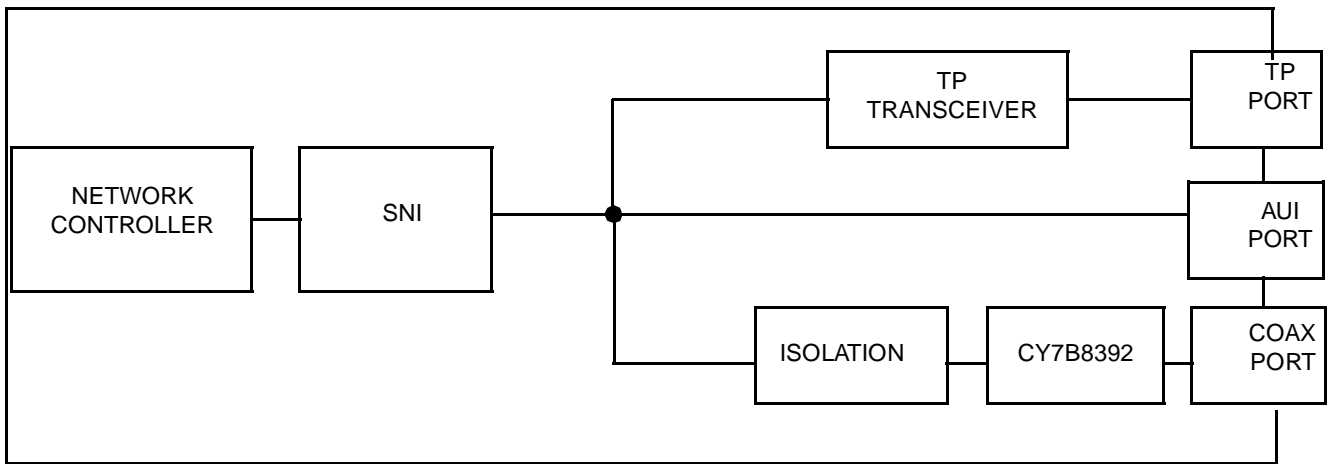 TP
TRANSCEIVER
TP
PORT
NETWORK
CONTROLLER
SNI
AUI
PORT
ISOLATION
CY7B8392
COAX
PORT